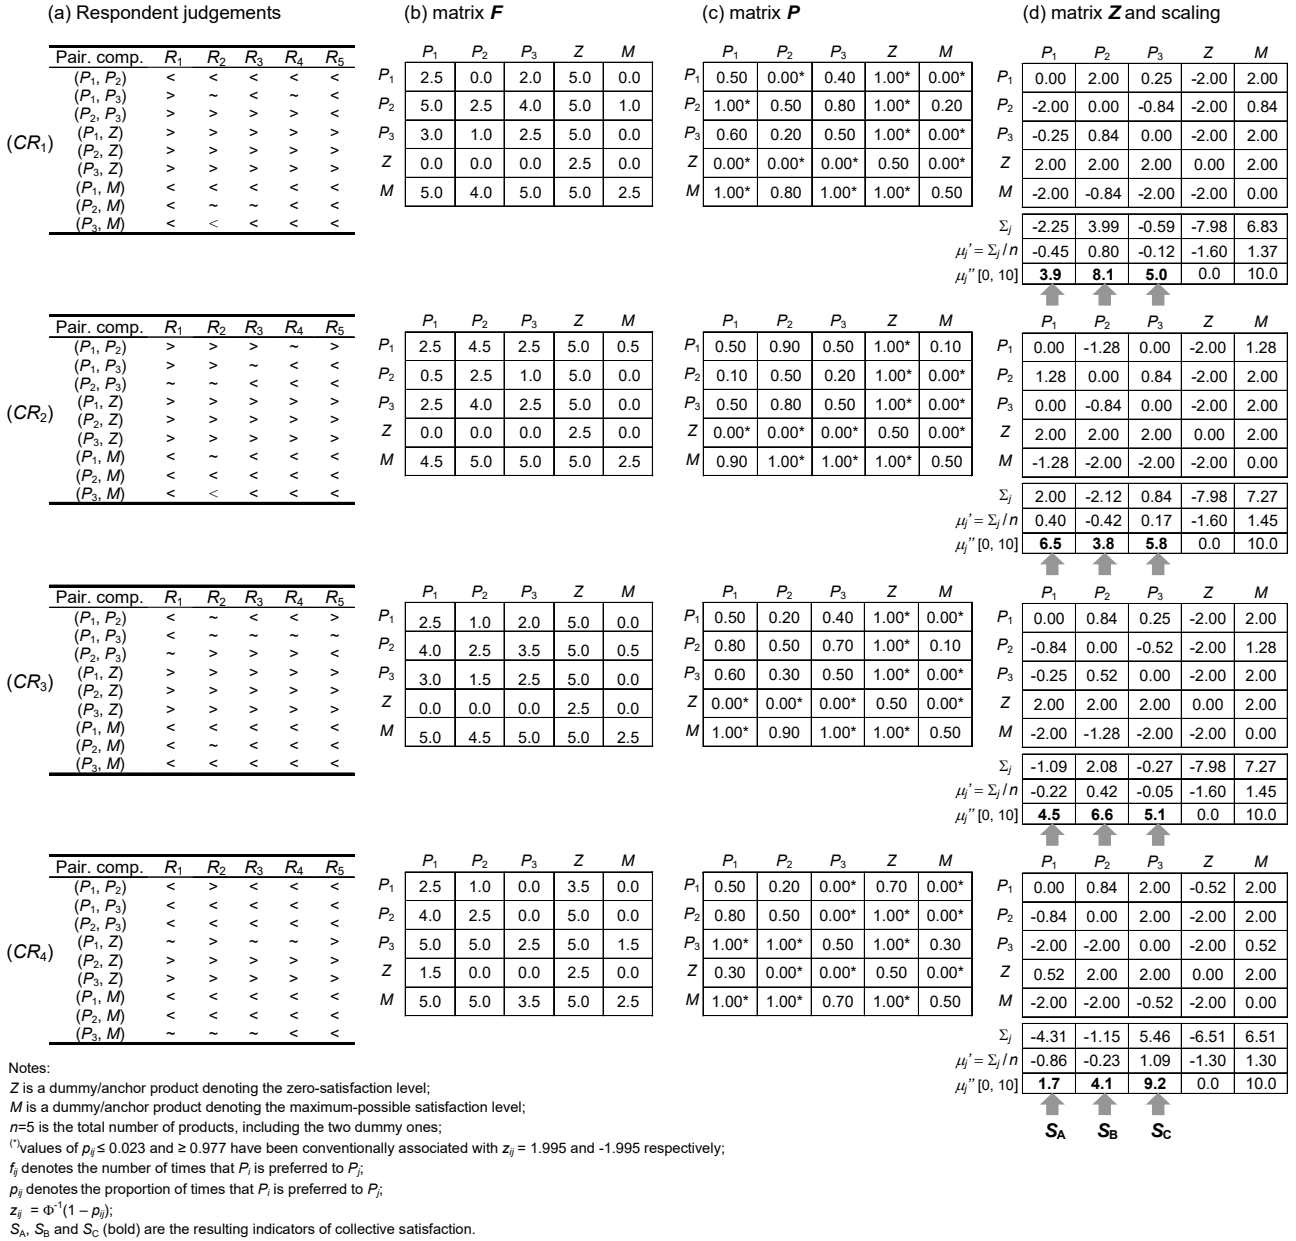 (a) Respondent judgements (b) matrix F (c) matrix P (d) matrix Z and scaling
(CR1)
Pair. comp. R1 R2 R3 R4 R5
(P1, P2) < < < < <
(P1, P3) > ~ < ~ <
(P2, P3) > > > > <
(P1, Z) > > > > >
(P2, Z) > > > > >
(P3, Z) > > > > >
(P1, M) < < < < <
(P2, M) < ~ ~ < <
(P3, M) < < < < <
P1 P2 P3 Z M
P1 2.5 0.0 2.0 5.0 0.0
P2 5.0 2.5 4.0 5.0 1.0
P3 3.0 1.0 2.5 5.0 0.0
Z 0.0 0.0 0.0 2.5 0.0
M 5.0 4.0 5.0 5.0 2.5
P1 P2 P3 Z M
P1 0.50 0.00* 0.40 1.00* 0.00*
P2 1.00* 0.50 0.80 1.00* 0.20
P3 0.60 0.20 0.50 1.00* 0.00*
Z 0.00* 0.00* 0.00* 0.50 0.00*
M 1.00* 0.80 1.00* 1.00* 0.50
P1 P2 P3 Z M
P1 0.00 2.00 0.25 -2.00 2.00
P2 -2.00 0.00 -0.84 -2.00 0.84
P3 -0.25 0.84 0.00 -2.00 2.00
Z 2.00 2.00 2.00 0.00 2.00
M -2.00 -0.84 -2.00 -2.00 0.00
Σj -2.25 3.99 -0.59 -7.98 6.83
μj' = Σj/n -0.45 0.80 -0.12 -1.60 1.37
μj" [0, 10] 3.9 8.1 5.0 0.0 10.0
(CR2)
Pair. comp. R1 R2 R3 R4 R5
(P1, P2) > > > ~ >
(P1, P3) > > ~ < <
(P2, P3) ~ ~ < < <
(P1, Z) > > > > >
(P2, Z) > > > > >
(P3, Z) > > > > >
(P1, M) < ~ < < <
(P2, M) < < < < <
(P3, M) < < < < <
P1 P2 P3 Z M
P1 2.5 4.5 2.5 5.0 0.5
P2 0.5 2.5 1.0 5.0 0.0
P3 2.5 4.0 2.5 5.0 0.0
Z 0.0 0.0 0.0 2.5 0.0
M 4.5 5.0 5.0 5.0 2.5
P1 P2 P3 Z M
P1 0.50 0.90 0.50 1.00* 0.10
P2 0.10 0.50 0.20 1.00* 0.00*
P3 0.50 0.80 0.50 1.00* 0.00*
Z 0.00* 0.00* 0.00* 0.50 0.00*
M 0.90 1.00* 1.00* 1.00* 0.50
P1 P2 P3 Z M
P1 0.00 -1.28 0.00 -2.00 1.28
P2 1.28 0.00 0.84 -2.00 2.00
P3 0.00 -0.84 0.00 -2.00 2.00
Z 2.00 2.00 2.00 0.00 2.00
M -1.28 -2.00 -2.00 -2.00 0.00
Σj 2.00 -2.12 0.84 -7.98 7.27
μj' = Σj/n 0.40 -0.42 0.17 -1.60 1.45
μj" [0, 10] 6.5 3.8 5.8 0.0 10.0
(CR3)
Pair. comp. R1 R2 R3 R4 R5
(P1, P2) < ~ < < >
(P1, P3) < ~ ~ ~ ~
(P2, P3) ~ > > > <
(P1, Z) > > > > >
(P2, Z) > > > > >
(P3, Z) > > > > >
(P1, M) < < < < <
(P2, M) < ~ < < <
(P3, M) < < < < <
P1 P2 P3 Z M
P1 2.5 1.0 2.0 5.0 0.0
P2 4.0 2.5 3.5 5.0 0.5
P3 3.0 1.5 2.5 5.0 0.0
Z 0.0 0.0 0.0 2.5 0.0
M 5.0 4.5 5.0 5.0 2.5
P1 P2 P3 Z M
P1 0.50 0.20 0.40 1.00* 0.00*
P2 0.80 0.50 0.70 1.00* 0.10
P3 0.60 0.30 0.50 1.00* 0.00*
Z 0.00* 0.00* 0.00* 0.50 0.00*
M 1.00* 0.90 1.00* 1.00* 0.50
P1 P2 P3 Z M
P1 0.00 0.84 0.25 -2.00 2.00
P2 -0.84 0.00 -0.52 -2.00 1.28
P3 -0.25 0.52 0.00 -2.00 2.00
Z 2.00 2.00 2.00 0.00 2.00
M -2.00 -1.28 -2.00 -2.00 0.00
Σj -1.09 2.08 -0.27 -7.98 7.27
μj' = Σj/n -0.22 0.42 -0.05 -1.60 1.45
μj" [0, 10] 4.5 6.6 5.1 0.0 10.0
(CR4)
Pair. comp. R1 R2 R3 R4 R5
(P1, P2) < > < < <
(P1, P3) < < < < <
(P2, P3) < < < < <
(P1, Z) ~ > ~ ~ >
(P2, Z) > > > > >
(P3, Z) > > > > >
(P1, M) < < < < <
(P2, M) < < < < <
(P3, M) ~ ~ ~ < <
P1 P2 P3 Z M
P1 2.5 1.0 0.0 3.5 0.0
P2 4.0 2.5 0.0 5.0 0.0
P3 5.0 5.0 2.5 5.0 1.5
Z 1.5 0.0 0.0 2.5 0.0
M 5.0 5.0 3.5 5.0 2.5
P1 P2 P3 Z M
P1 0.50 0.20 0.00* 0.70 0.00*
P2 0.80 0.50 0.00* 1.00* 0.00*
P3 1.00* 1.00* 0.50 1.00* 0.30
Z 0.30 0.00* 0.00* 0.50 0.00*
M 1.00* 1.00* 0.70 1.00* 0.50
P1 P2 P3 Z M
P1 0.00 0.84 2.00 -0.52 2.00
P2 -0.84 0.00 2.00 -2.00 2.00
P3 -2.00 -2.00 0.00 -2.00 0.52
Z 0.52 2.00 2.00 0.00 2.00
M -2.00 -2.00 -0.52 -2.00 0.00
Σj -4.31 -1.15 5.46 -6.51 6.51
μj' = Σj/n -0.86 -0.23 1.09 -1.30 1.30
μj" [0, 10] 1.7 4.1 9.2 0.0 10.0
SA SB SC
Notes:
Z is a dummy/anchor product denoting the zero-satisfaction level;
M is a dummy/anchor product denoting the maximum-possible satisfaction level;
n=5 is the total number of products, including the two dummy ones;
(*)values of pij ≤ 0.023 and ≥ 0.977 have been conventionally associated with zij = 1.995 and -1.995 respectively;
fij denotes the number of times that Pi is preferred to Pj;
pij denotes the proportion of times that Pi is preferred to Pj;
zij = Φ-1(1 – pij);
SA, SB and SC (bold) are the resulting indicators of collective satisfaction.